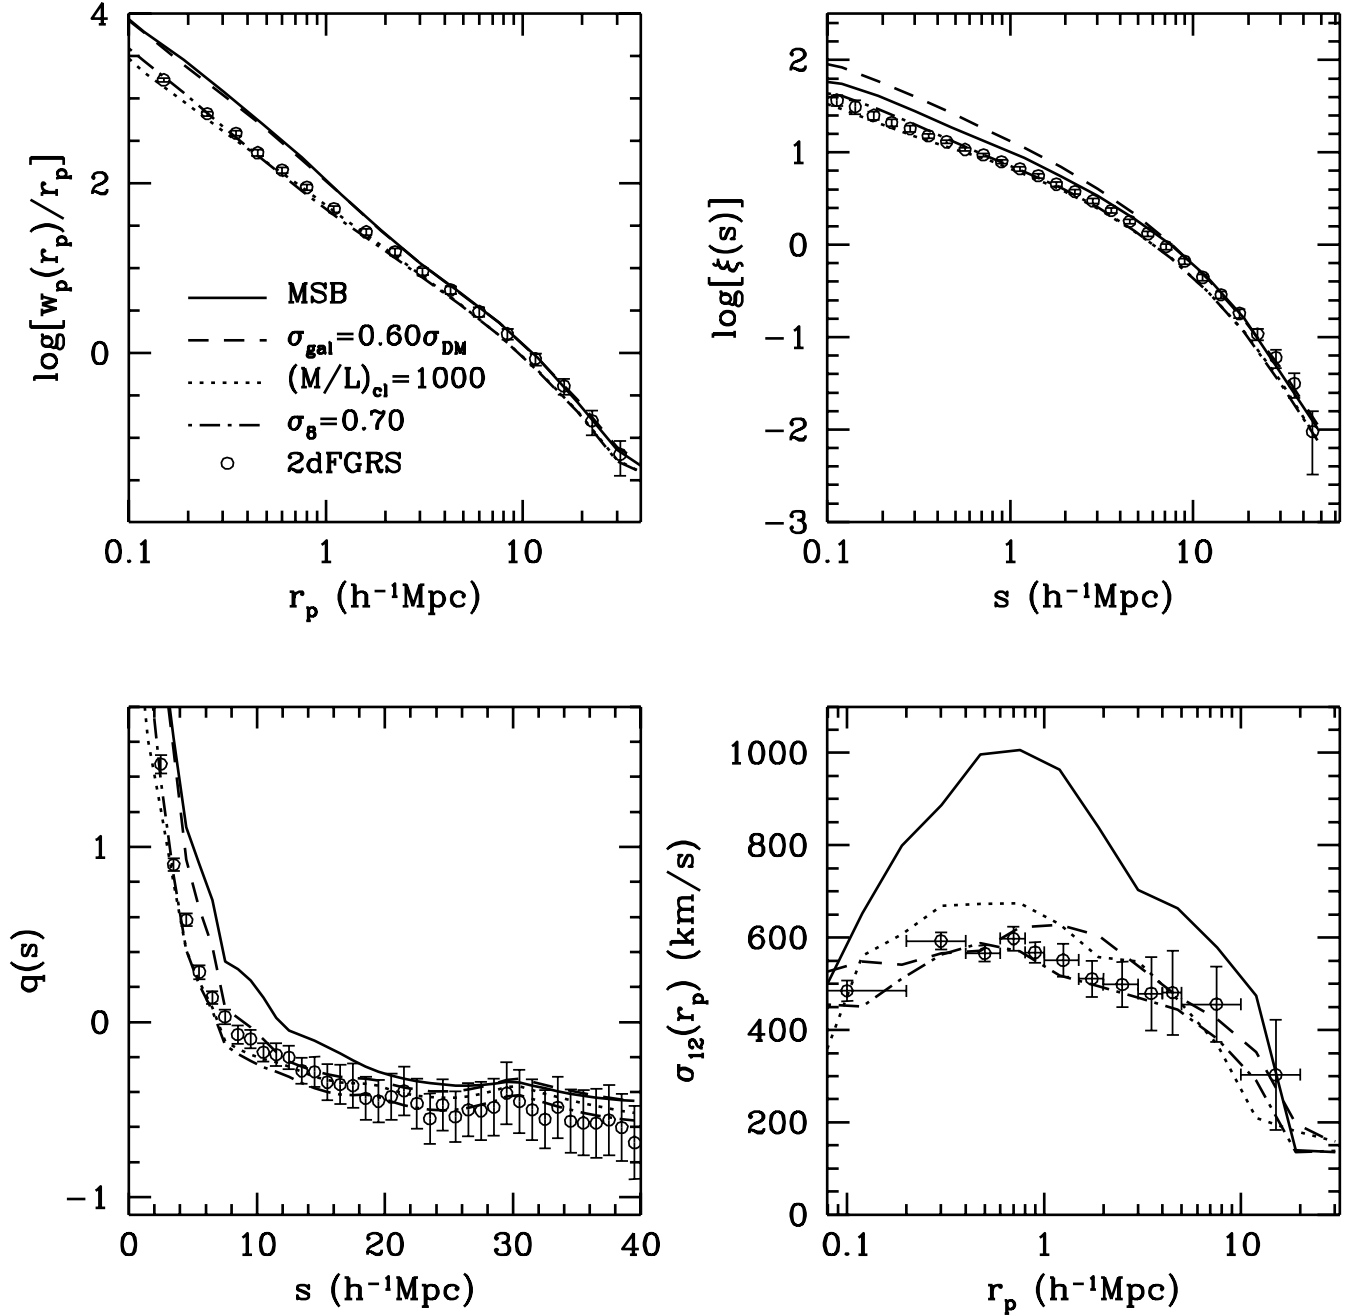 4
2
0
log[w_p(r_p)/r_p]
MSB
σ_gal=0.60σ_DM
(M/L)_cl=1000
σ_8=0.70
2dFGRS
0.1 1 10
r_p (h⁻¹Mpc)
2
1
0
−1
−2
−3
log[ξ(s)]
0.1 1 10
s (h⁻¹Mpc)
1
0
−1
q(s)
0 10 20 30 40
s (h⁻¹Mpc)
1000
800
600
400
200
0
σ_12(r_p) (km/s)
0.1 1 10
r_p (h⁻¹Mpc)